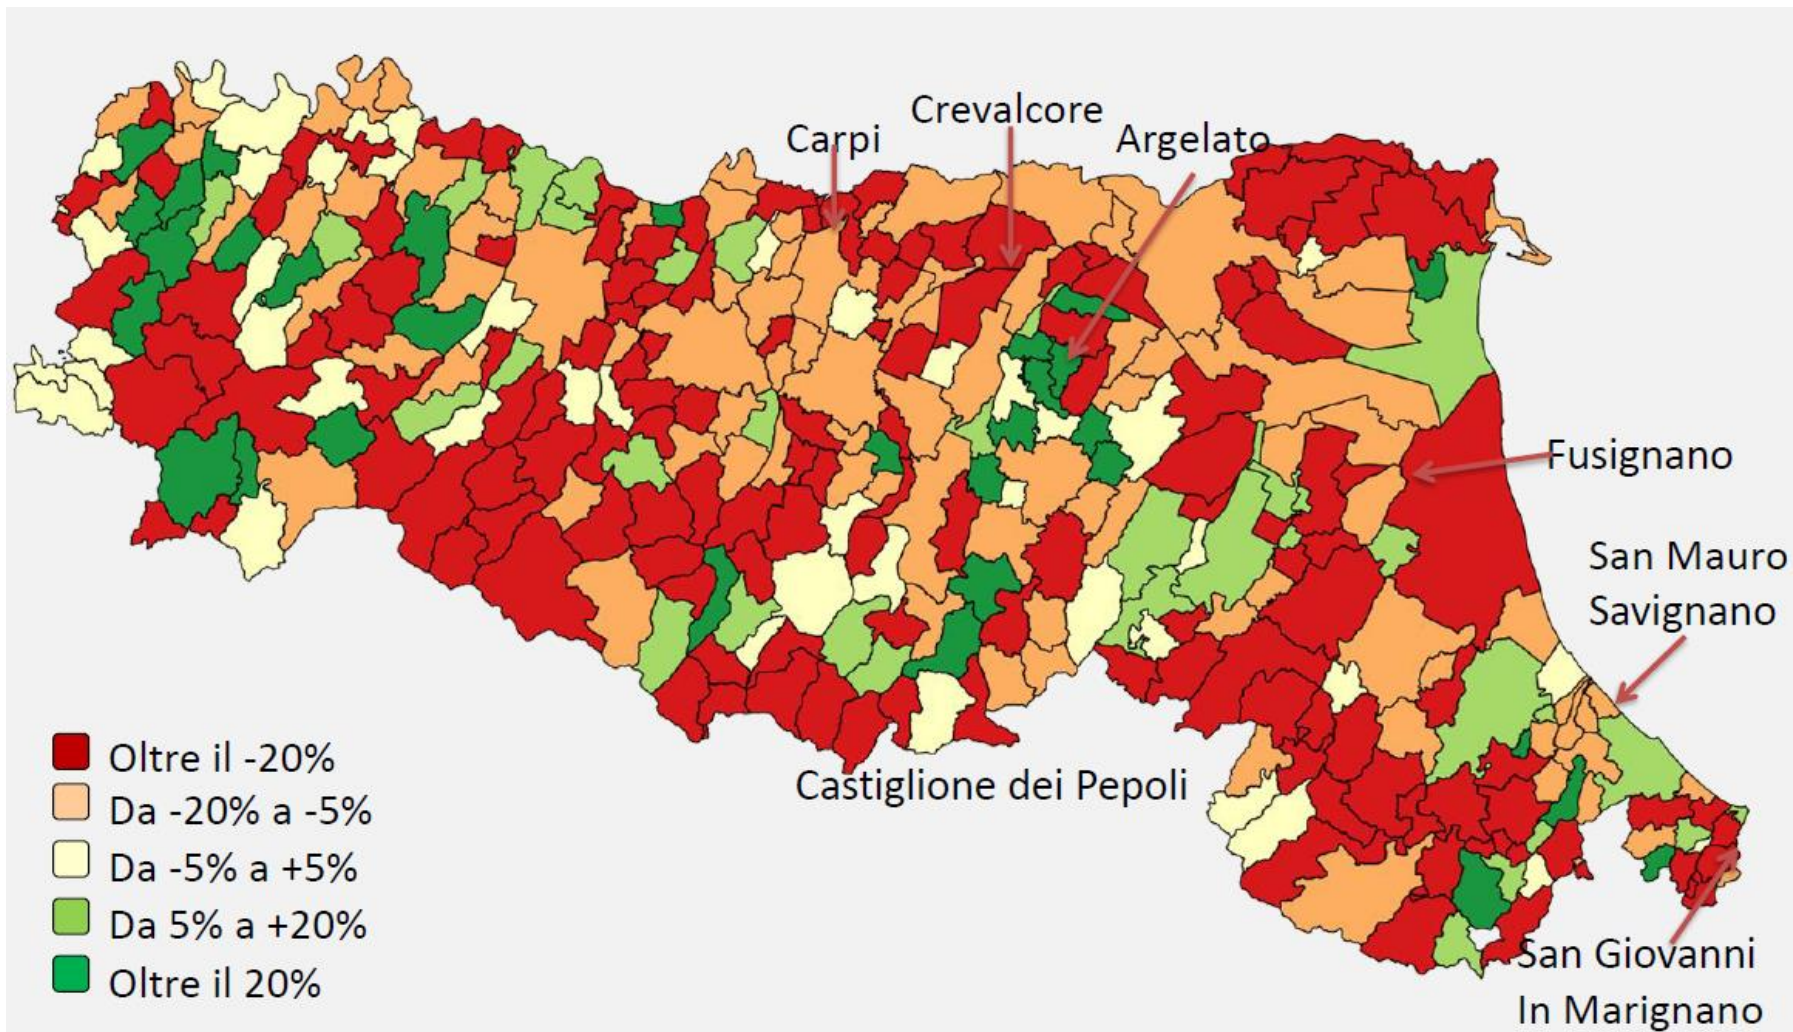 Crevalcore
Carpi
Argelato
Fusignano
San Mauro
Savignano
Castiglione dei Pepoli
San Giovanni
In Marignano
Oltre il -20%
Da -20% a -5%
Da -5% a +5%
Da 5% a +20%
Oltre il 20%